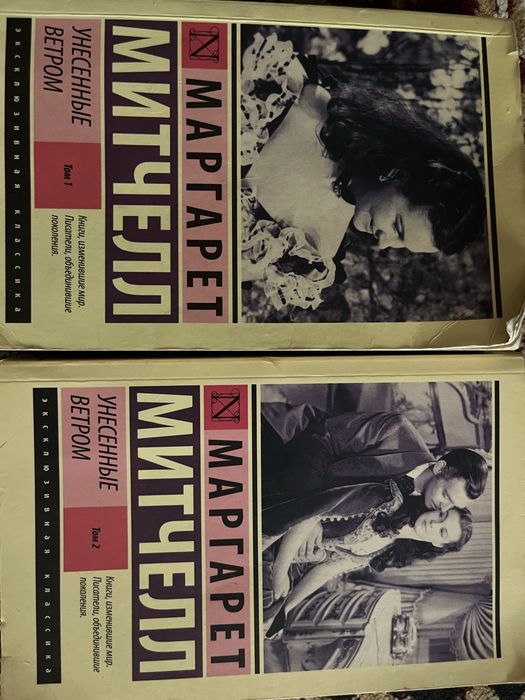 МАРГАРЕТ
МИТЧЕЛЛ
УНЕСЕННЫЕ
ВЕТРОМ
Том 1
Книги, изменившие мир.
Писатели, объединившие
поколения.
ЭКСКЛЮЗИВНАЯ КЛАССИКА
N
МАРГАРЕТ
МИТЧЕЛЛ
УНЕСЕННЫЕ
ВЕТРОМ
Том 2
Книги, изменившие мир.
Писатели, объединившие
поколения.
ЭКСКЛЮЗИВНАЯ КЛАССИКА
N